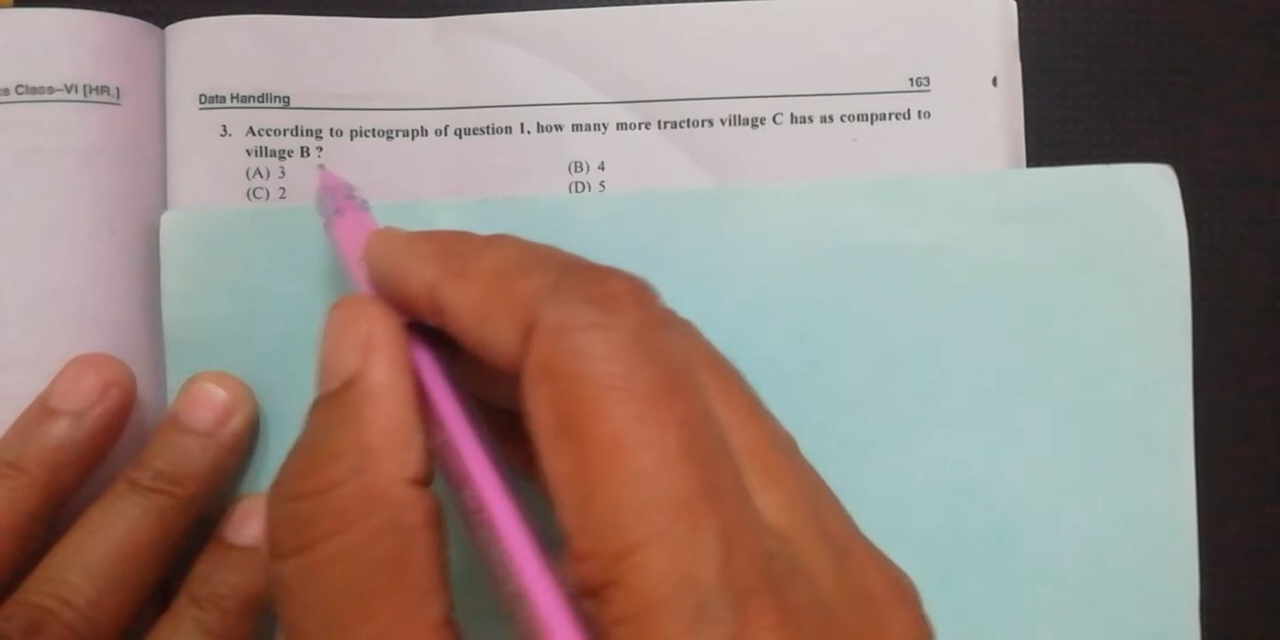 s Class–VI [HR.]
Data Handling
163
3. According to pictograph of question 1, how many more tractors village C has as compared to
village B ?
(A) 3
(B) 4
(C) 2
(D) 5